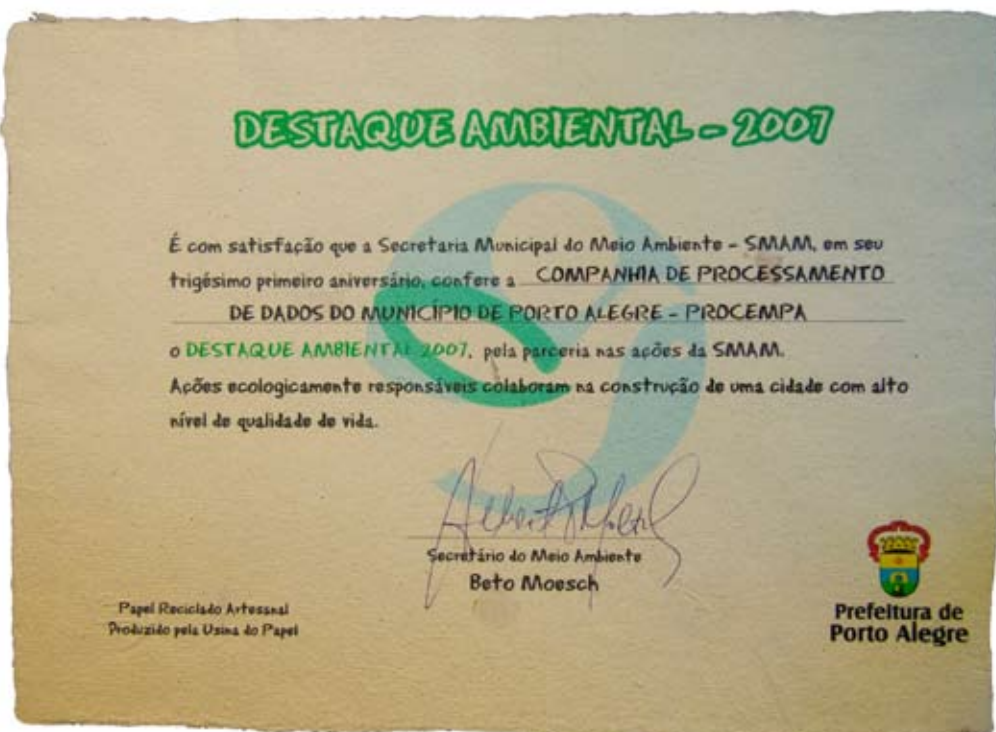 DESTAQUE AMBIENTAL - 2007
É com satisfação que a Secretaria Municipal do Meio Ambiente - SMAM, em seu
trigésimo primeiro aniversário, confere a COMPANHIA DE PROCESSAMENTO
DE DADOS DO MUNICÍPIO DE PORTO ALEGRE - PROCEMPA
o DESTAQUE AMBIENTAL 2007, pela parceria nas ações da SMAM.
Ações ecologicamente responsáveis colaboram na construção de uma cidade com alto
nível de qualidade de vida.
Secretário do Meio Ambiente
Beto Moesch
Papel Reciclado Artesanal
Produzido pela Usina do Papel
Prefeitura de
Porto Alegre